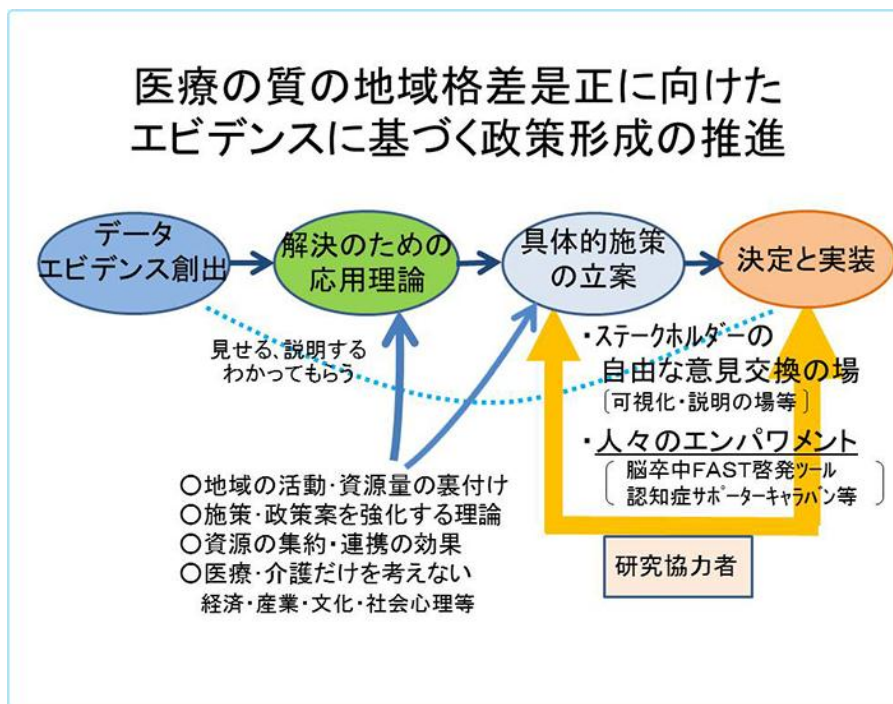 医療の質の地域格差是正に向けた
エビデンスに基づく政策形成の推進
データ
エビデンス創出
解決のための
応用理論
具体的施策
の立案
決定と実装
見せる、説明する
わかってもらう
・ステークホルダーの
自由な意見交換の場
〔可視化・説明の場等〕
・人々のエンパワメント
脳卒中FAST啓発ツール
認知症サポーターキャラバン等
○地域の活動・資源量の裏付け
○施策・政策案を強化する理論
○資源の集約・連携の効果
○医療・介護だけを考えない
経済・産業・文化・社会心理等
研究協力者